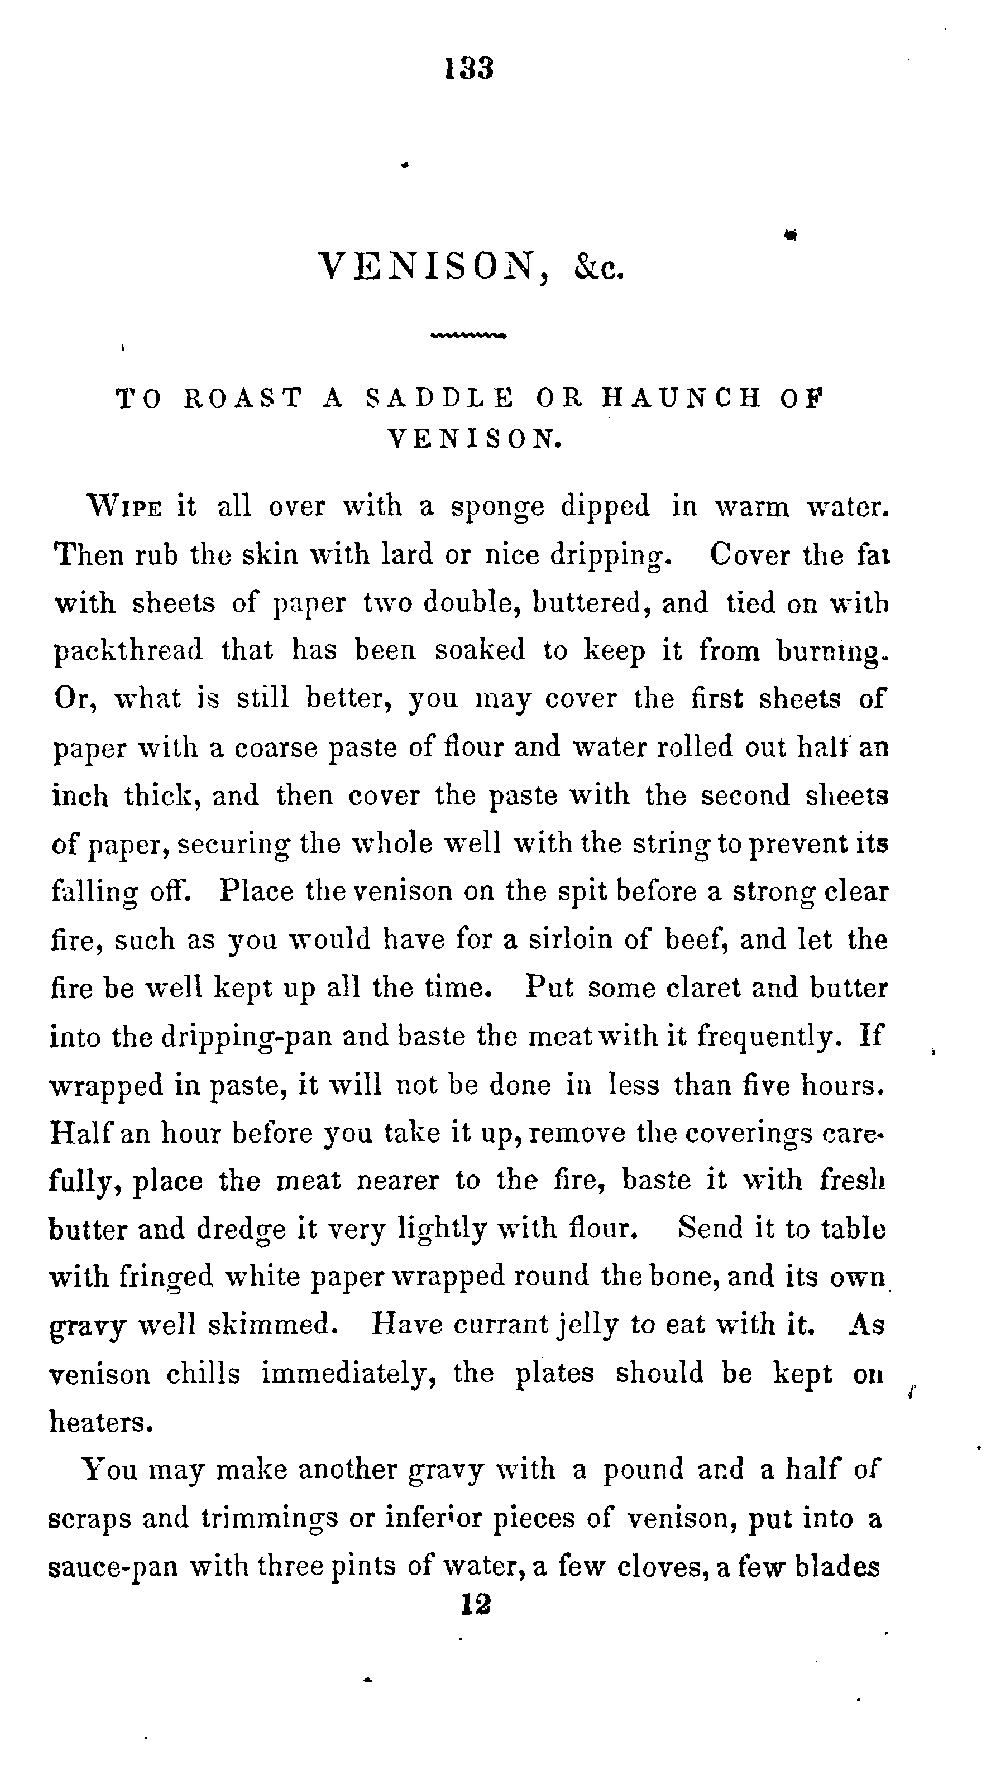 133
VENISON, &c.
TO ROAST A SADDLE OR HAUNCH OF
VENISON.
WIPE it all over with a sponge dipped in warm water.
Then rub the skin with lard or nice dripping. Cover the fat
with sheets of paper two double, buttered, and tied on with
packthread that has been soaked to keep it from burning.
Or, what is still better, you may cover the first sheets of
paper with a coarse paste of flour and water rolled out half an
inch thick, and then cover the paste with the second sheets
of paper, securing the whole well with the string to prevent its
falling off. Place the venison on the spit before a strong clear
fire, such as you would have for a sirloin of beef, and let the
fire be well kept up all the time. Put some claret and butter
into the dripping-pan and baste the meat with it frequently. If
wrapped in paste, it will not be done in less than five hours.
Half an hour before you take it up, remove the coverings care-
fully, place the meat nearer to the fire, baste it with fresh
butter and dredge it very lightly with flour. Send it to table
with fringed white paper wrapped round the bone, and its own
gravy well skimmed. Have currant jelly to eat with it. As
venison chills immediately, the plates should be kept on
heaters.
You may make another gravy with a pound and a half of
scraps and trimmings or inferior pieces of venison, put into a
sauce-pan with three pints of water, a few cloves, a few blades
12